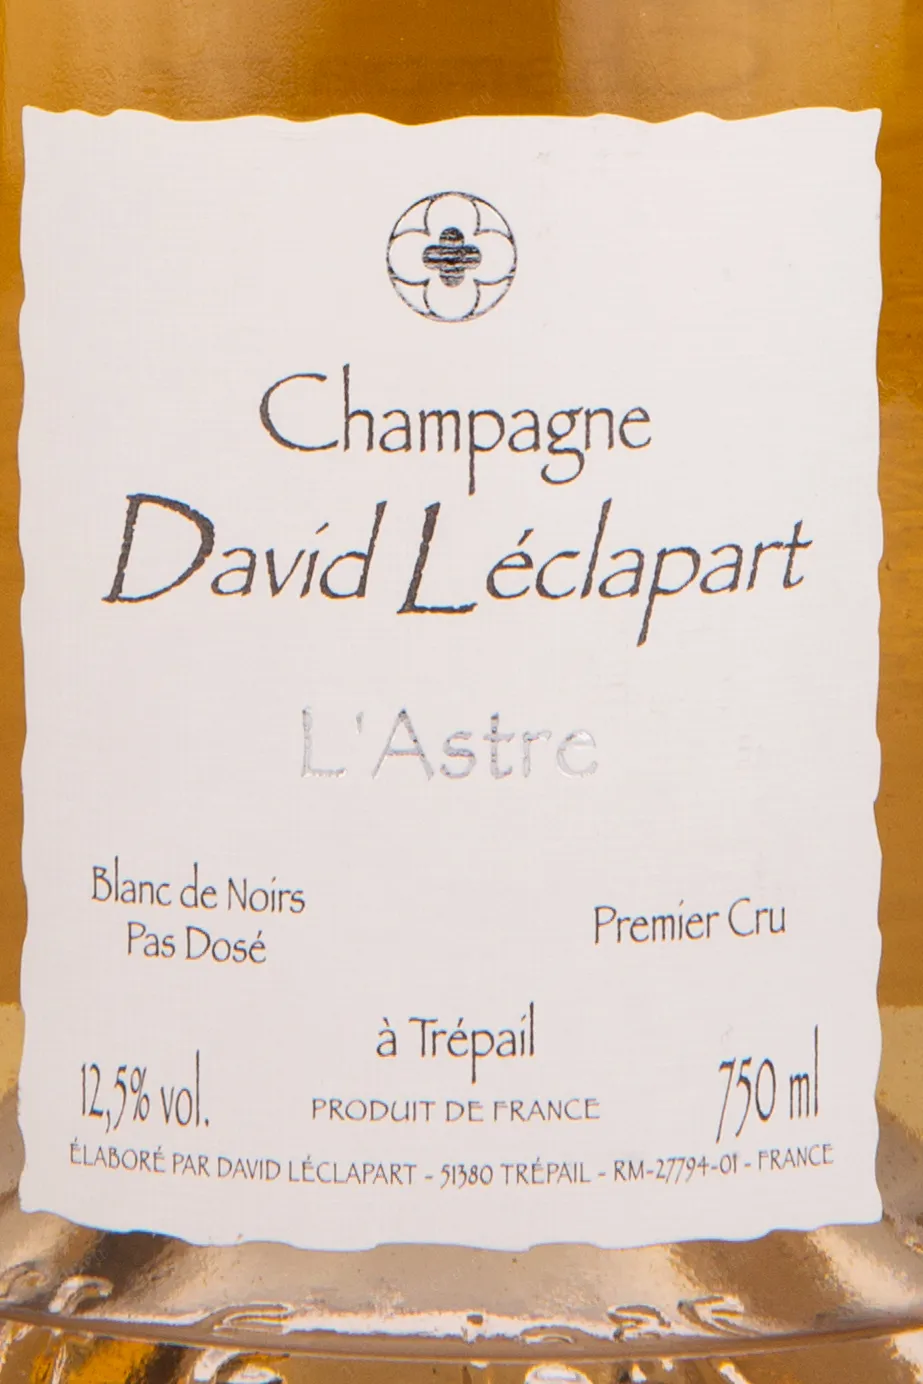 Champagne
David Léclapart
L'Astre
Blanc de Noirs
Pas Dosé
Premier Cru
à Trépail
12,5% vol.
PRODUIT DE FRANCE
750 ml
ÉLABORÉ PAR DAVID LÉCLAPART - 51380 TRÉPAIL - RM-27794-01 - FRANCE